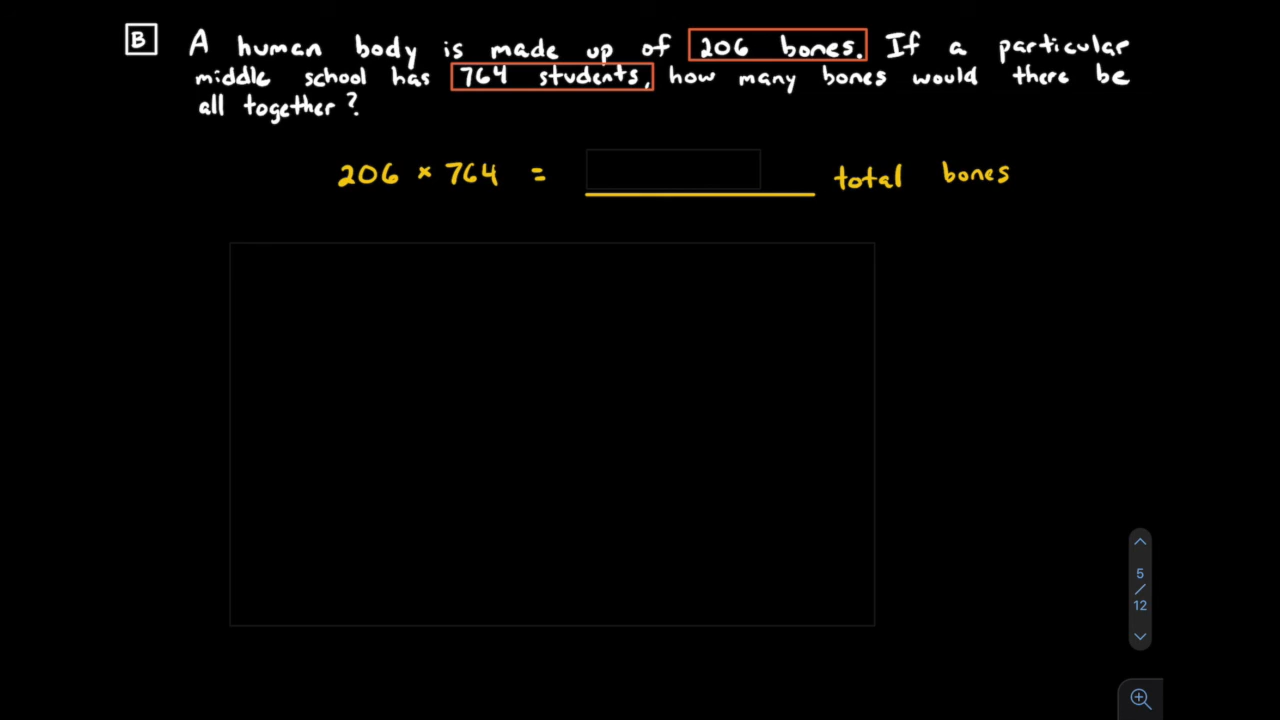 B A human body is made up of 206 bones. If a particular
middle school has 764 students, how many bones would there be
all together?
206 × 764 = total bones
5
/
12